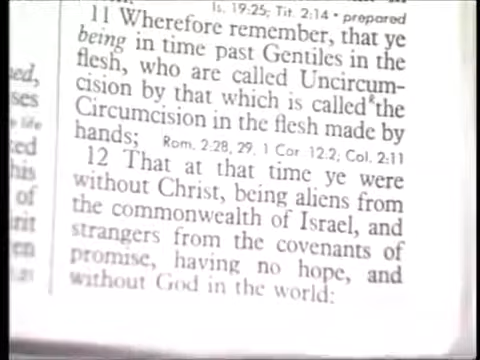 Is. 19:25; Tit. 2:14 • prepared
11 Wherefore remember, that ye
being in time past Gentiles in the
flesh, who are called Uncircum-
cision by that which is called the
Circumcision in the flesh made by
hands; Rom. 2:28, 29, 1 Cor 12.2; Col. 2:11
12 That at that time ye were
without Christ, being aliens from
the commonwealth of Israel, and
strangers from the covenants of
promise, having no hope, and
without God in the world:
life
his
of